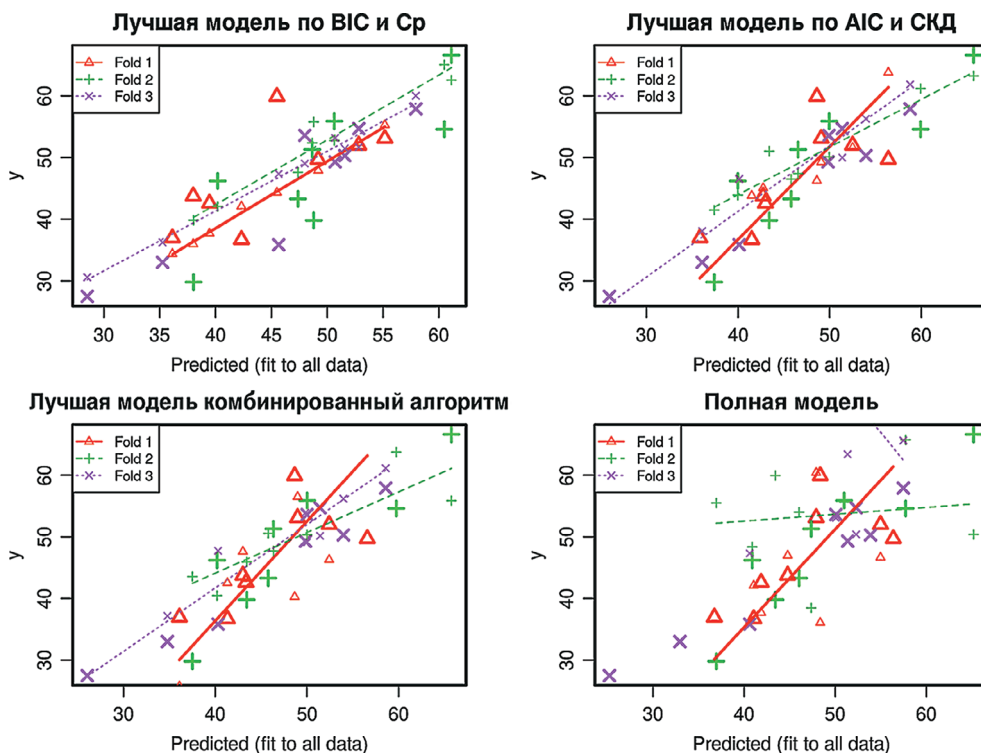 Лучшая модель по BIC и Cp
Fold 1
Fold 2
Fold 3
y
60
50
40
30
30
35
40
45
50
55
60
Predicted (fit to all data)
Лучшая модель по AIC и СКД
Fold 1
Fold 2
Fold 3
y
60
50
40
30
30
40
50
60
Predicted (fit to all data)
Лучшая модель комбинированный алгоритм
Fold 1
Fold 2
Fold 3
y
60
50
40
30
30
40
50
60
Predicted (fit to all data)
Полная модель
Fold 1
Fold 2
Fold 3
y
60
50
40
30
30
40
50
60
Predicted (fit to all data)